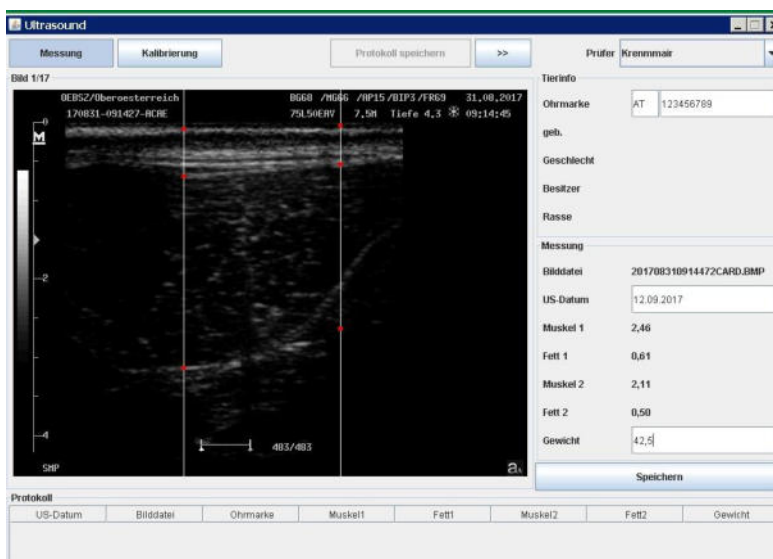 Ultrasound
Messung
Kalibrierung
Protokoll speichern
>>
Prüfer
Krenmmair
Bild 1/17
OEBSZ/Oberoesterreich
BG60 /MG66 /AP15/BIP3/FR69 31.08.2017
170831-091427-ACAE
75L50EAV / 7.5M Tiefe 4.3 09:14:45
0
M
2
4
403/403
SMP
a
Tierinfo
Ohrmarke AT 123456789
geb.
Geschlecht
Besitzer
Rasse
Messung
Bilddatei 201708310914472CARD.BMP
US-Datum 12.09.2017
Muskel 1 2,46
Fett 1 0,61
Muskel 2 2,11
Fett 2 0,50
Gewicht 42,5
Speichern
Protokoll
US-Datum Bilddatei Ohrmarke Muskel1 Fett1 Muskel2 Fett2 Gewicht